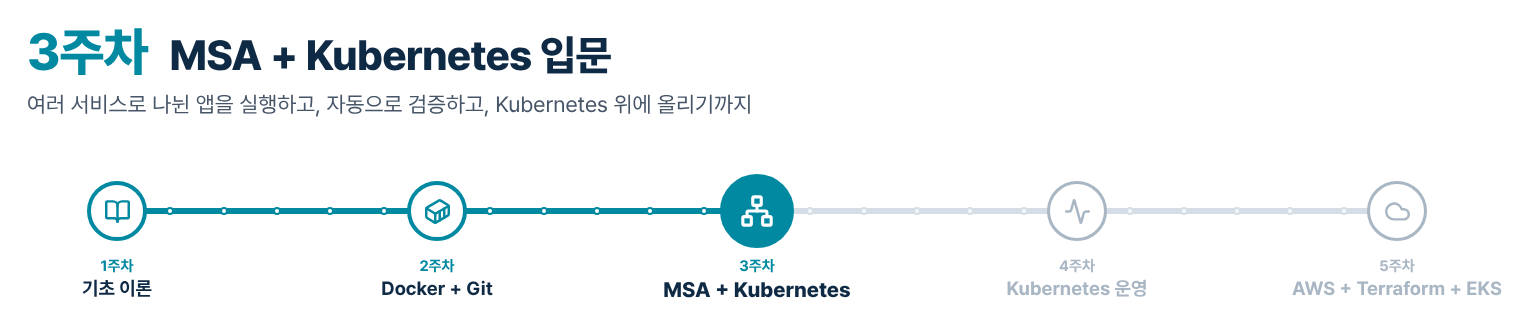 3주차 MSA + Kubernetes 입문
여러 서비스로 나뉜 앱을 실행하고, 자동으로 검증하고, Kubernetes 위에 올리기까지
1주차
기초 이론
2주차
Docker + Git
3주차
MSA + Kubernetes
4주차
Kubernetes 운영
5주차
AWS + Terraform + EKS